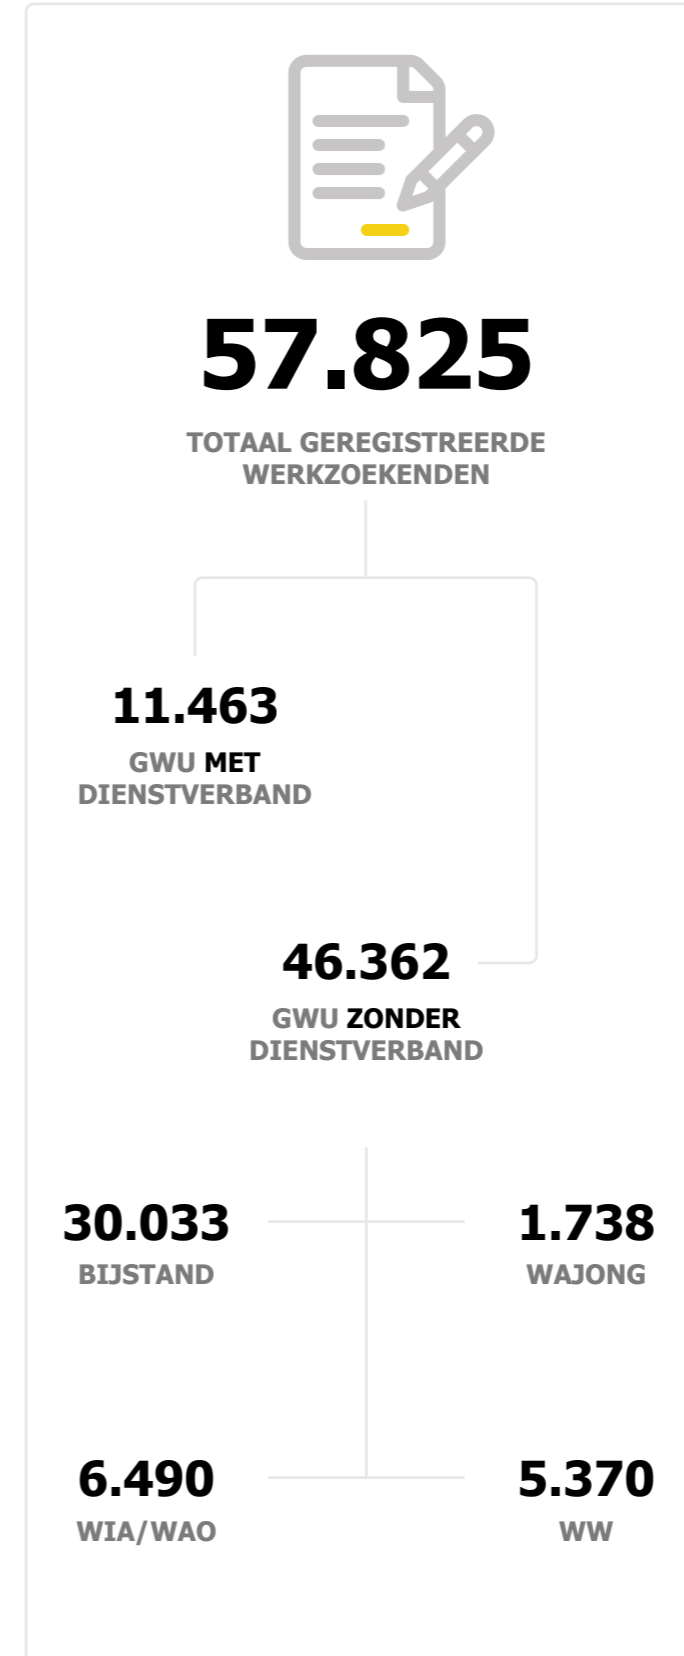 57.825
TOTAAL GEREGISTREERDE
WERKZOEKENDEN
11.463
GWU MET
DIENSTVERBAND
46.362
GWU ZONDER
DIENSTVERBAND
30.033
BIJSTAND
1.738
WAJONG
6.490
WIA/WAO
5.370
WW